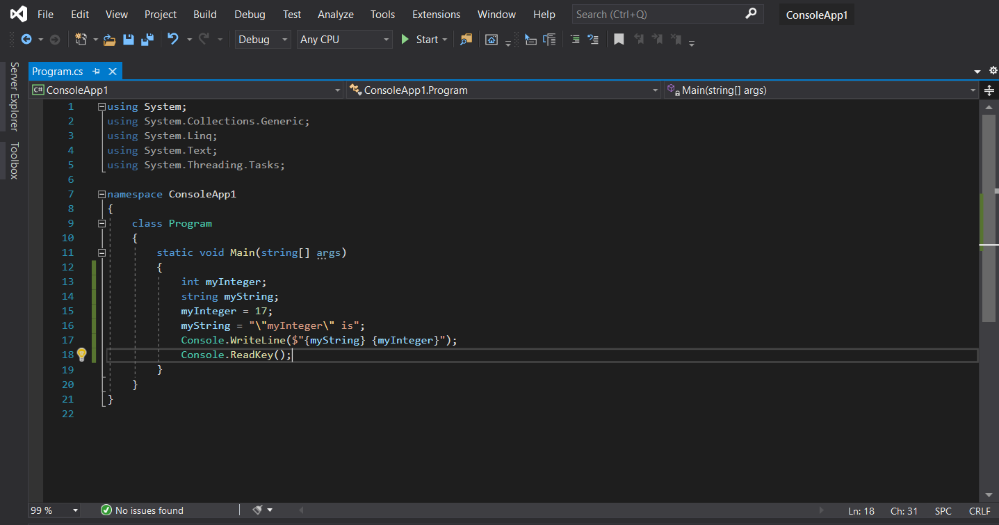 File Edit View Project Build Debug Test Analyze Tools Extensions Window Help Search (Ctrl+Q) ConsoleApp1
Debug Any CPU Start
Server Explorer
Toolbox
Program.cs
C# ConsoleApp1 ConsoleApp1.Program Main(string[] args)
1 using System;
2 using System.Collections.Generic;
3 using System.Linq;
4 using System.Text;
5 using System.Threading.Tasks;
6
7 namespace ConsoleApp1
8 {
9 class Program
10 {
11 static void Main(string[] args)
12 {
13 int myInteger;
14 string myString;
15 myInteger = 17;
16 myString = "\"myInteger\" is";
17 Console.WriteLine($"{myString} {myInteger}");
18 Console.ReadKey();
19 }
20 }
21 }
22
99 % No issues found Ln: 18 Ch: 31 SPC CRLF